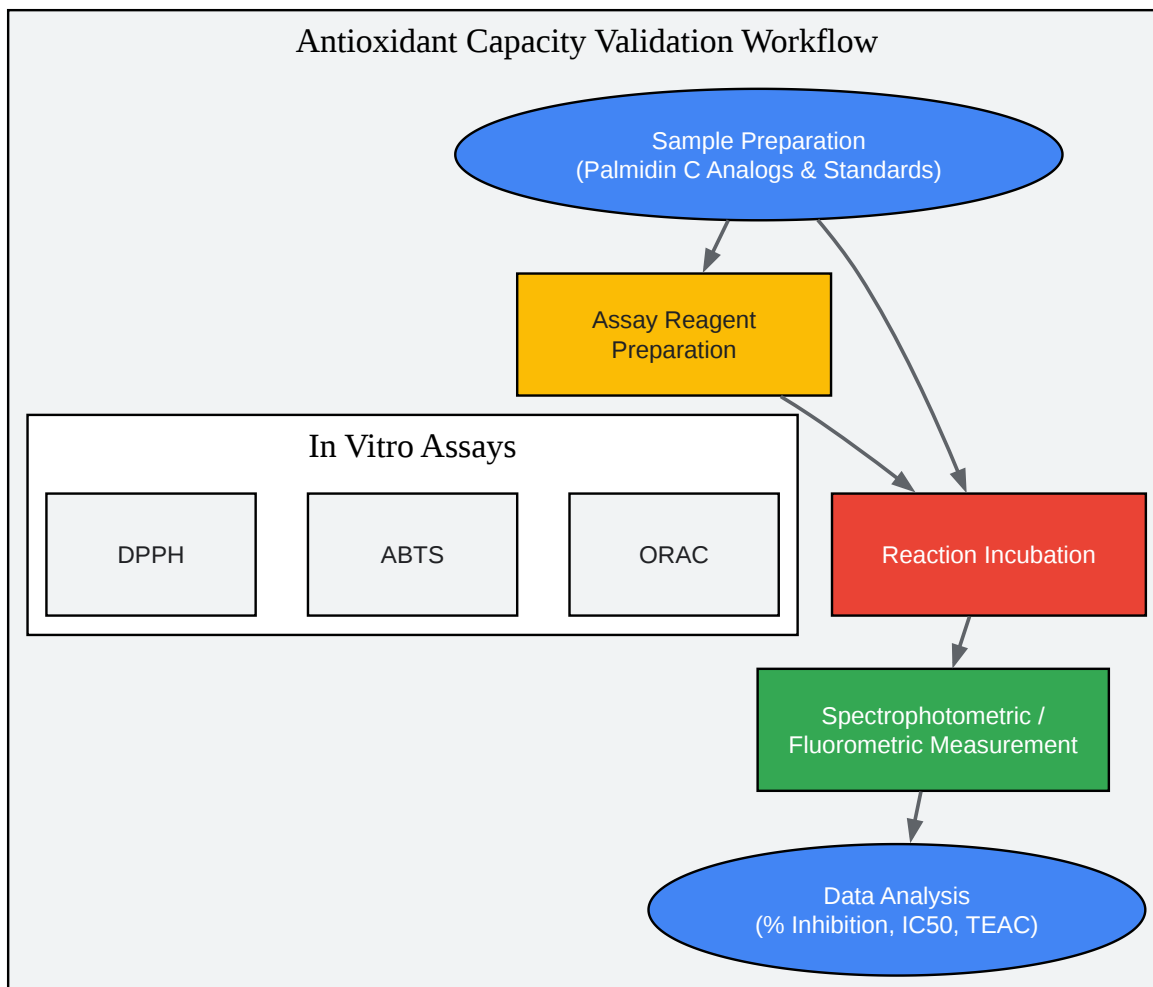 Antioxidant Capacity Validation Workflow
Sample Preparation
(Palmidin C Analogs & Standards)
Assay Reagent
Preparation
In Vitro Assays
DPPH
ABTS
ORAC
Reaction Incubation
Spectrophotometric /
Fluorometric Measurement
Data Analysis
(% Inhibition, IC50, TEAC)